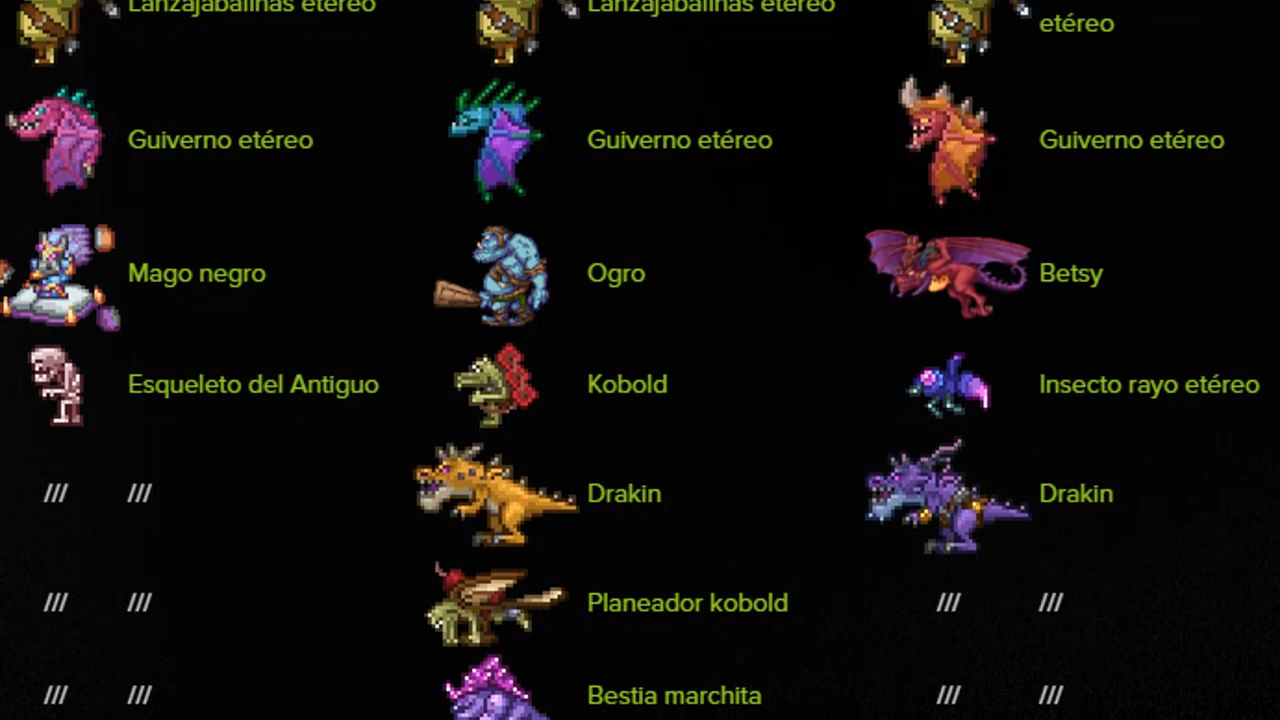 Lanzajabalinas etéreo Lanzajabalinas etéreo etéreo
Guiverno etéreo Guiverno etéreo Guiverno etéreo
Mago negro Ogro Betsy
Esqueleto del Antiguo Kobold Insecto rayo etéreo
/// /// Drakin Drakin
/// /// Planeador kobold /// ///
/// /// Bestia marchita /// ///